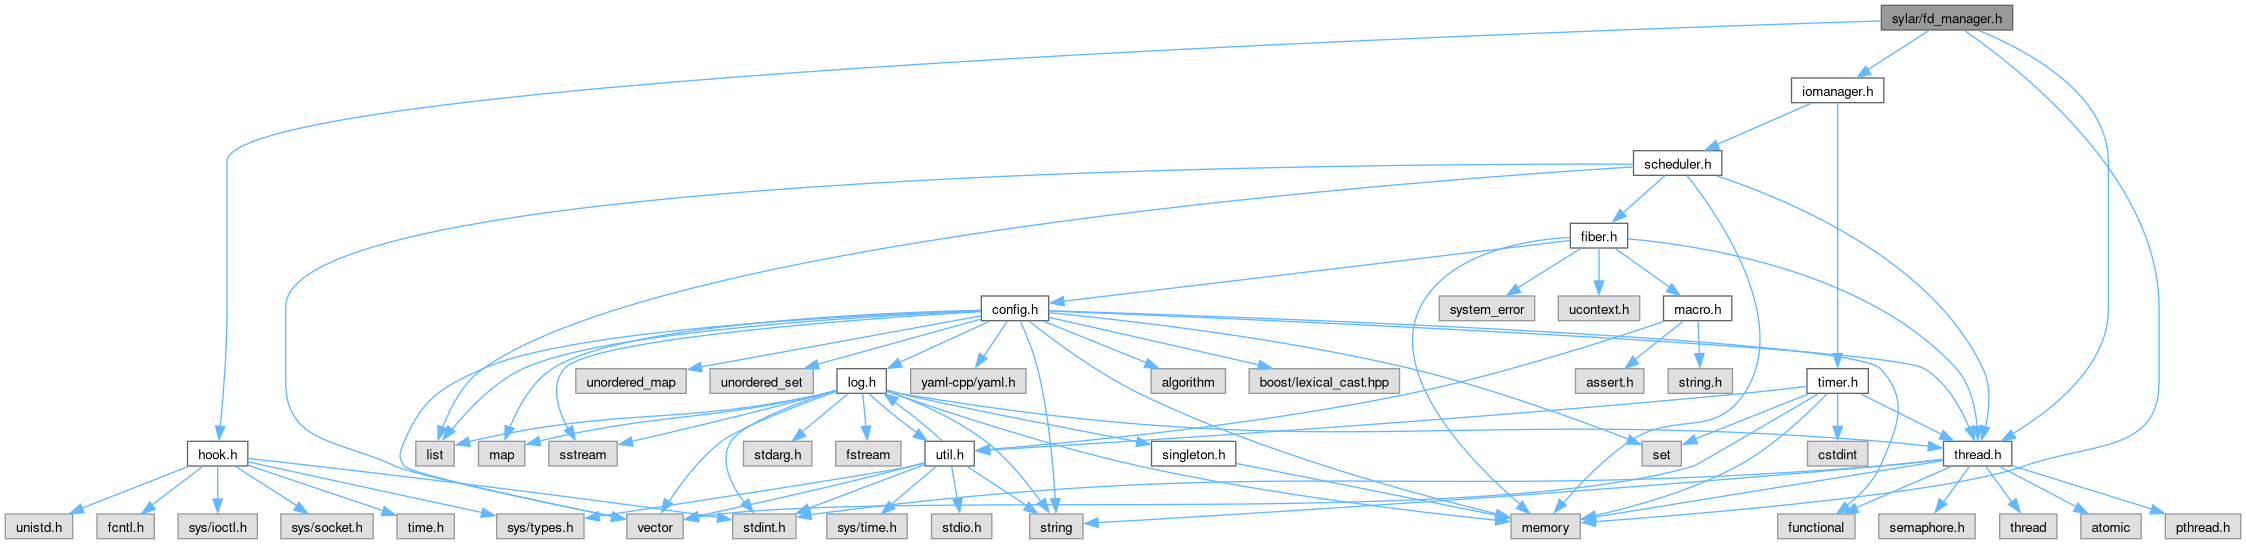 sylar/fd_manager.h
iomanager.h
scheduler.h
fiber.h
config.h
system_error
ucontext.h
macro.h
unordered_map
unordered_set
log.h
yaml-cpp/yaml.h
algorithm
boost/lexical_cast.hpp
assert.h
string.h
timer.h
hook.h
list
map
sstream
stdarg.h
fstream
util.h
singleton.h
set
cstdint
thread.h
unistd.h
fcntl.h
sys/ioctl.h
sys/socket.h
time.h
sys/types.h
vector
stdint.h
sys/time.h
stdio.h
string
memory
functional
semaphore.h
thread
atomic
pthread.h